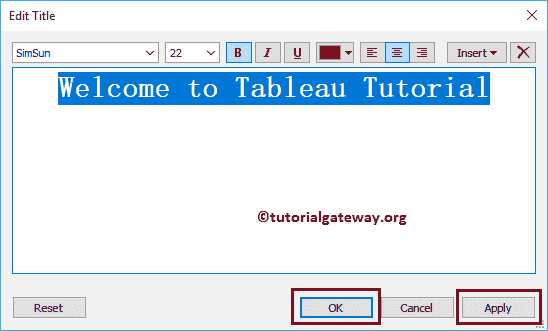 Edit Title
SimSun 22 B I U Insert
Welcome to Tableau Tutorial
©tutorialgateway.org
Reset OK Cancel Apply